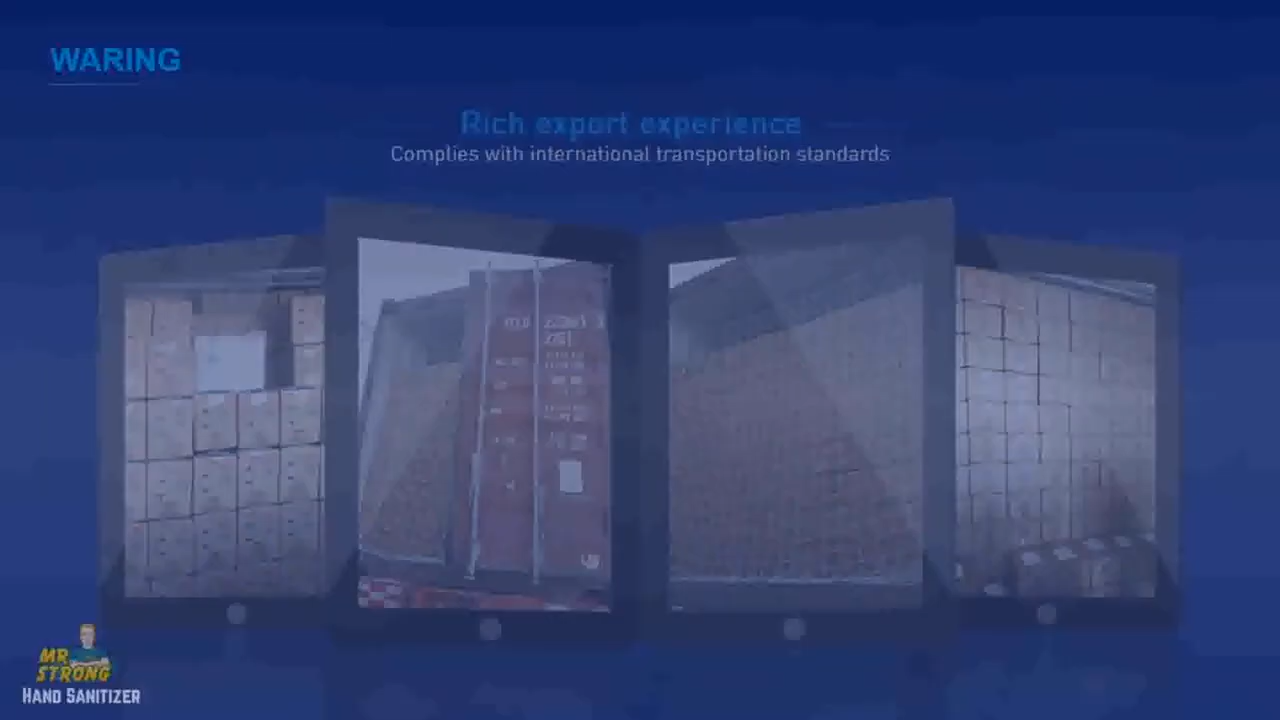 WARING
Rich export experience
Complies with international transportation standards
MR
STRONG
HAND SANITIZER